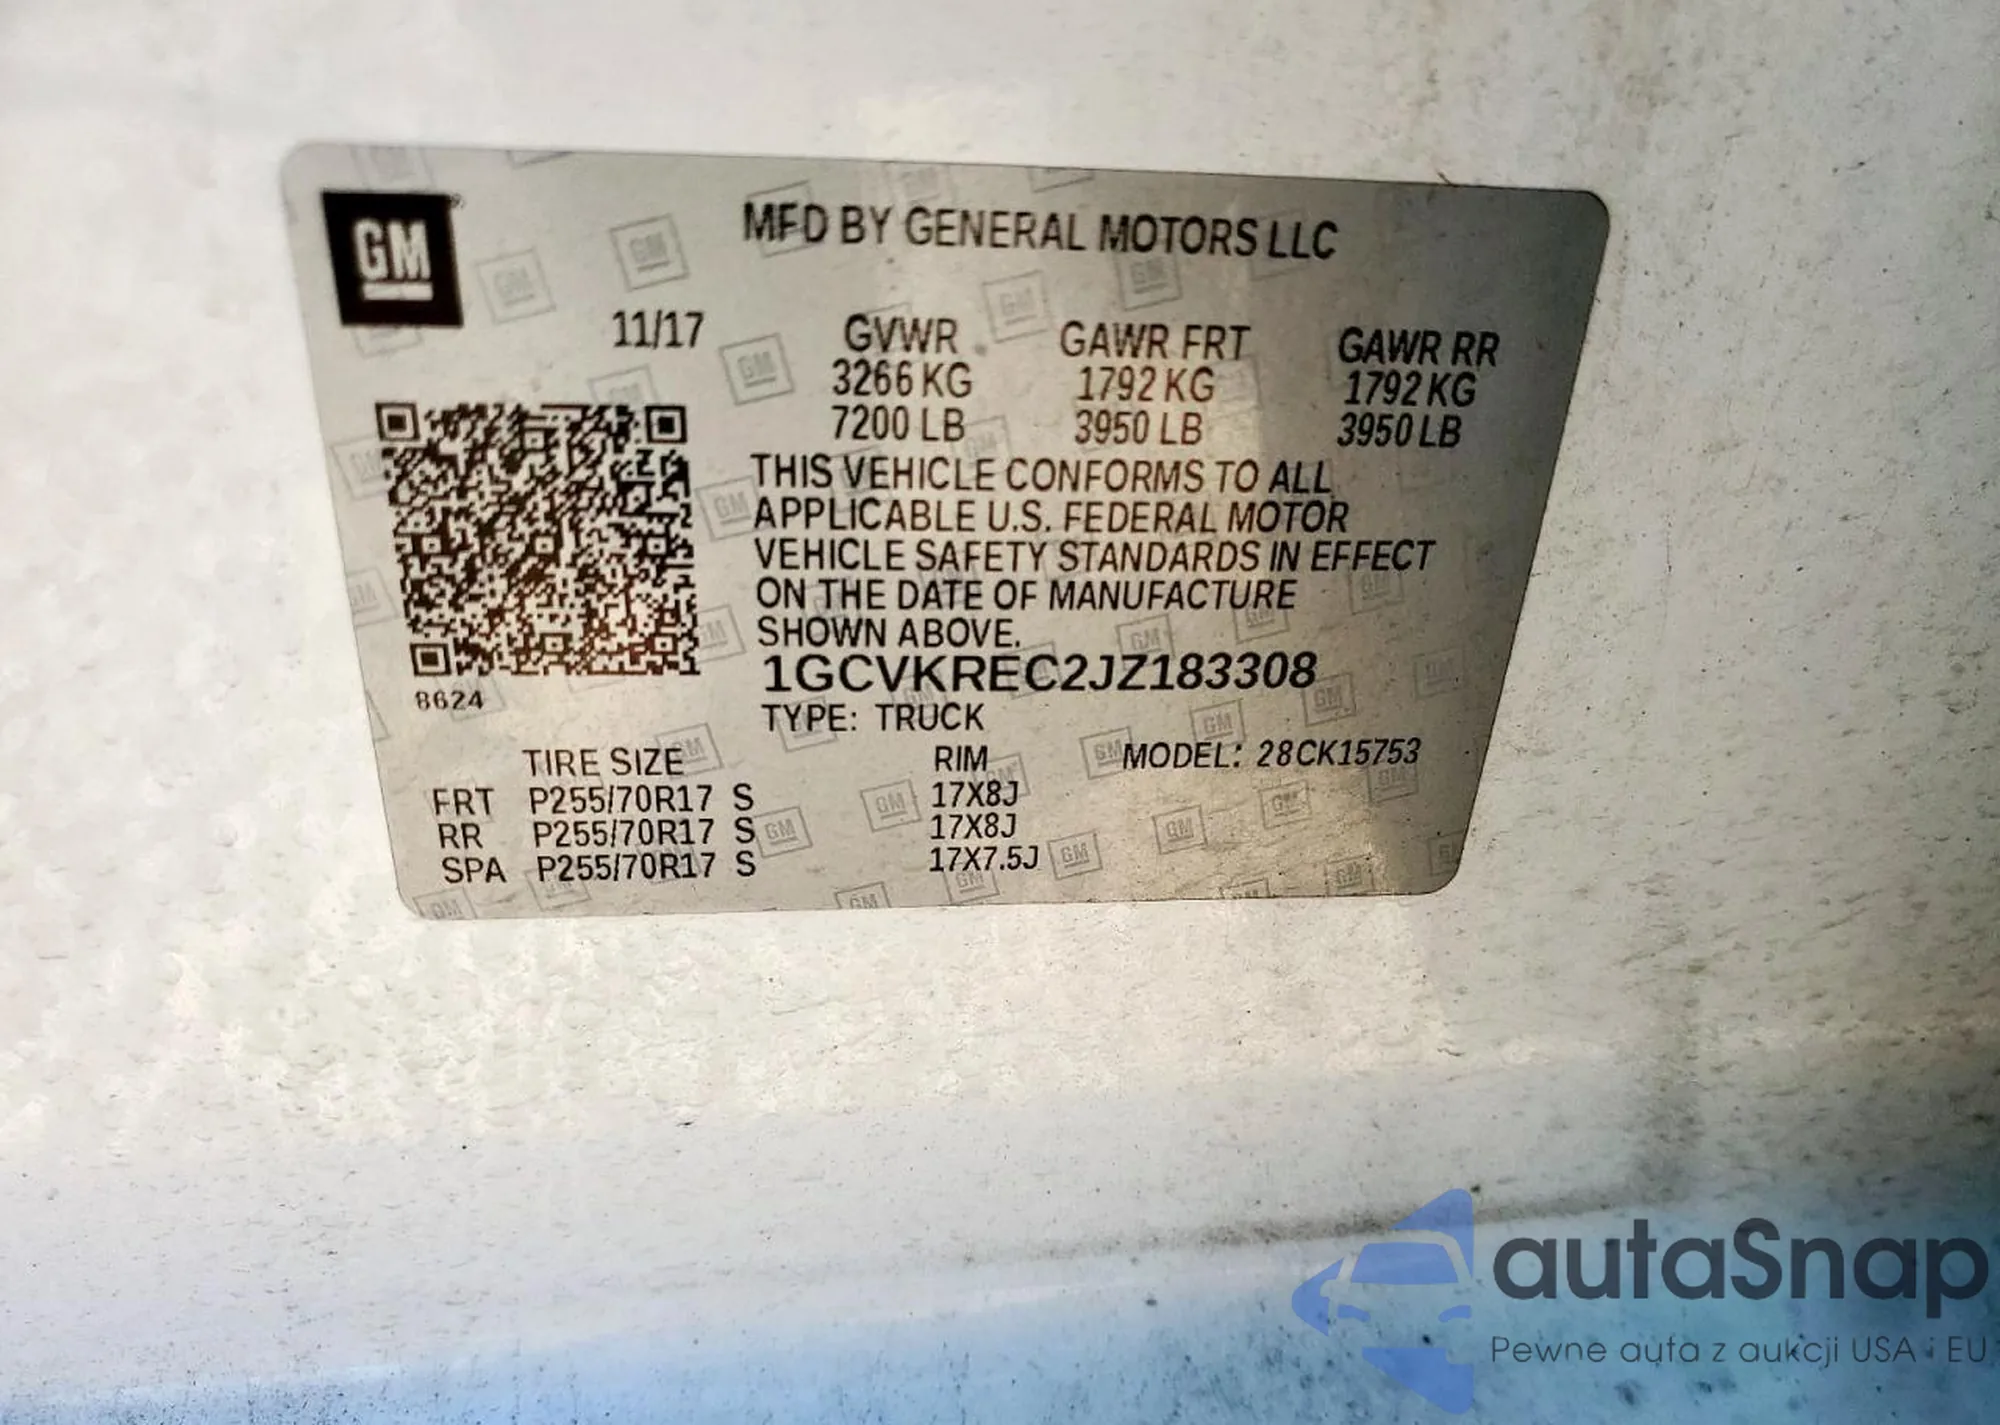 GM
MFD BY GENERAL MOTORS LLC
11/17 GVWR GAWR FRT GAWR RR
3266 KG 1792 KG 1792 KG
7200 LB 3950 LB 3950 LB
THIS VEHICLE CONFORMS TO ALL
APPLICABLE U.S. FEDERAL MOTOR
VEHICLE SAFETY STANDARDS IN EFFECT
ON THE DATE OF MANUFACTURE
SHOWN ABOVE.
1GCVKREC2JZ183308
8624
TYPE: TRUCK
TIRE SIZE RIM MODEL: 28CK15753
FRT P255/70R17 S 17X8J
RR P255/70R17 S 17X8J
SPA P255/70R17 S 17X7.5J
autaSnap
Pewne auta z aukcji USA i EU